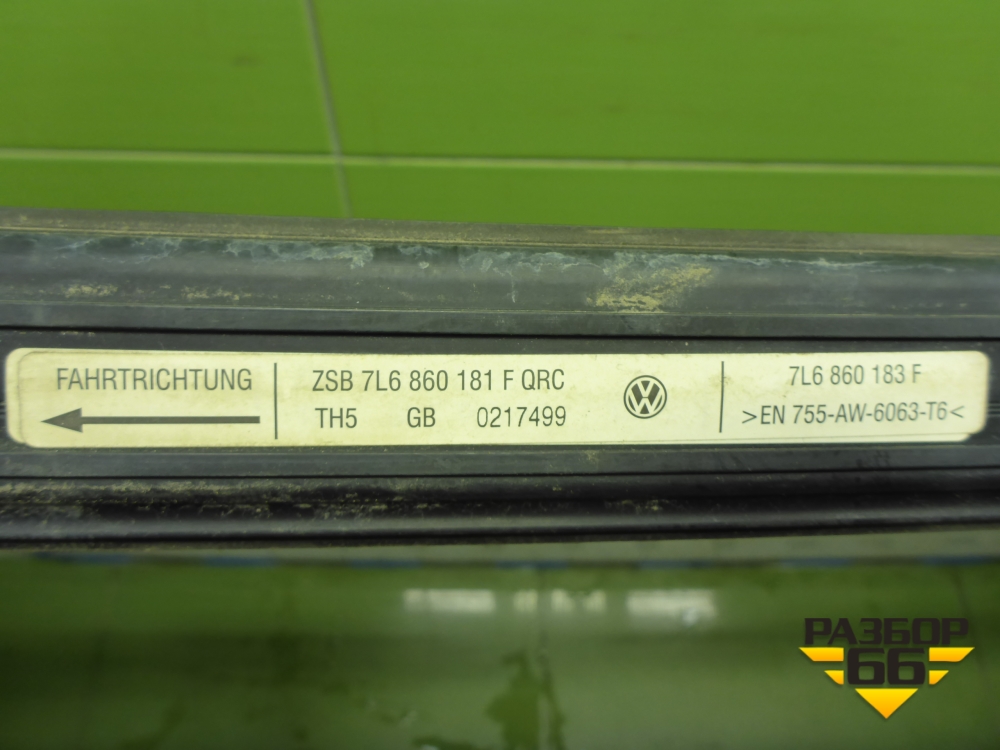 FAHRTRICHTUNG
ZSB 7L6 860 181 F QRC
TH5 GB 0217499
7L6 860 183 F
>EN 755-AW-6063-T6<
РАЗБОР
66